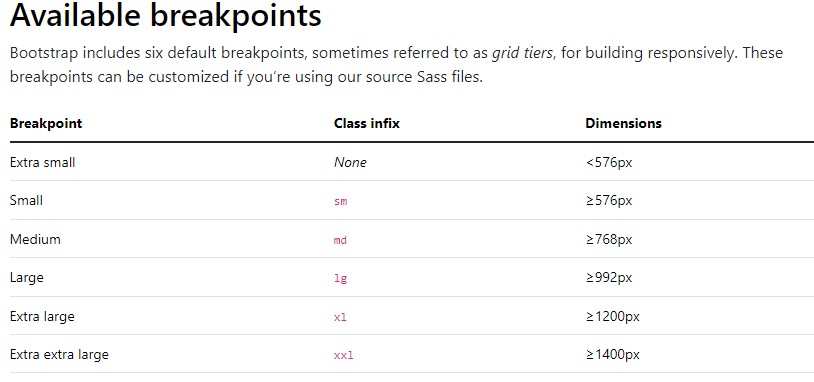 Available breakpoints
Bootstrap includes six default breakpoints, sometimes referred to as grid tiers, for building responsively. These
breakpoints can be customized if you’re using our source Sass files.
Breakpoint Class infix Dimensions
Extra small None <576px
Small sm ≥576px
Medium md ≥768px
Large lg ≥992px
Extra large xl ≥1200px
Extra extra large xxl ≥1400px